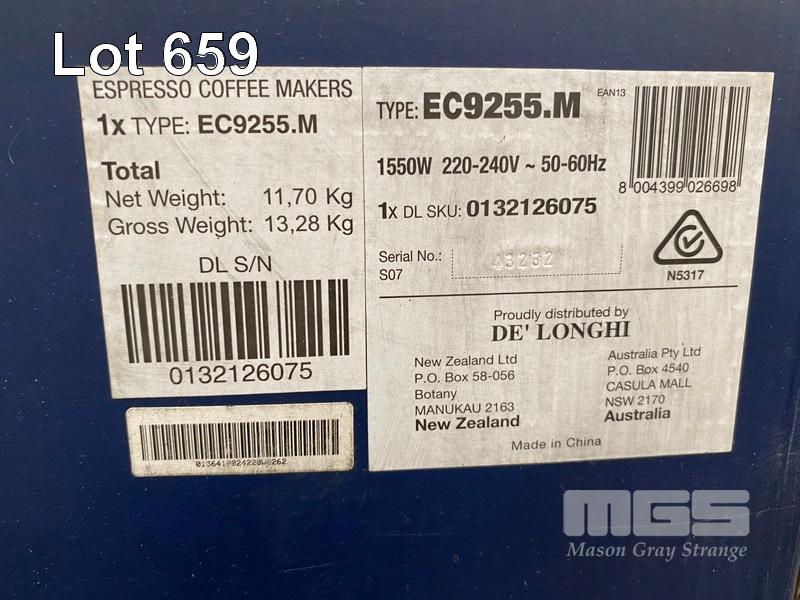 Lot 659
ESPRESSO COFFEE MAKERS
1x TYPE: EC9255.M
Total
Net Weight: 11,70 Kg
Gross Weight: 13,28 Kg
DL S/N
0132126075
TYPE: EC9255.M
EAN13
1550W 220-240V ~ 50-60Hz
8 004399 026698
1x DL SKU: 0132126075
Serial No.:
S07
N5317
Proudly distributed by
DE' LONGHI
New Zealand Ltd
P.O. Box 58-056
Botany
MANUKAU 2163
New Zealand
Australia Pty Ltd
P.O. Box 4540
CASULA MALL
NSW 2170
Australia
Made in China
MGS
Mason Gray Strange